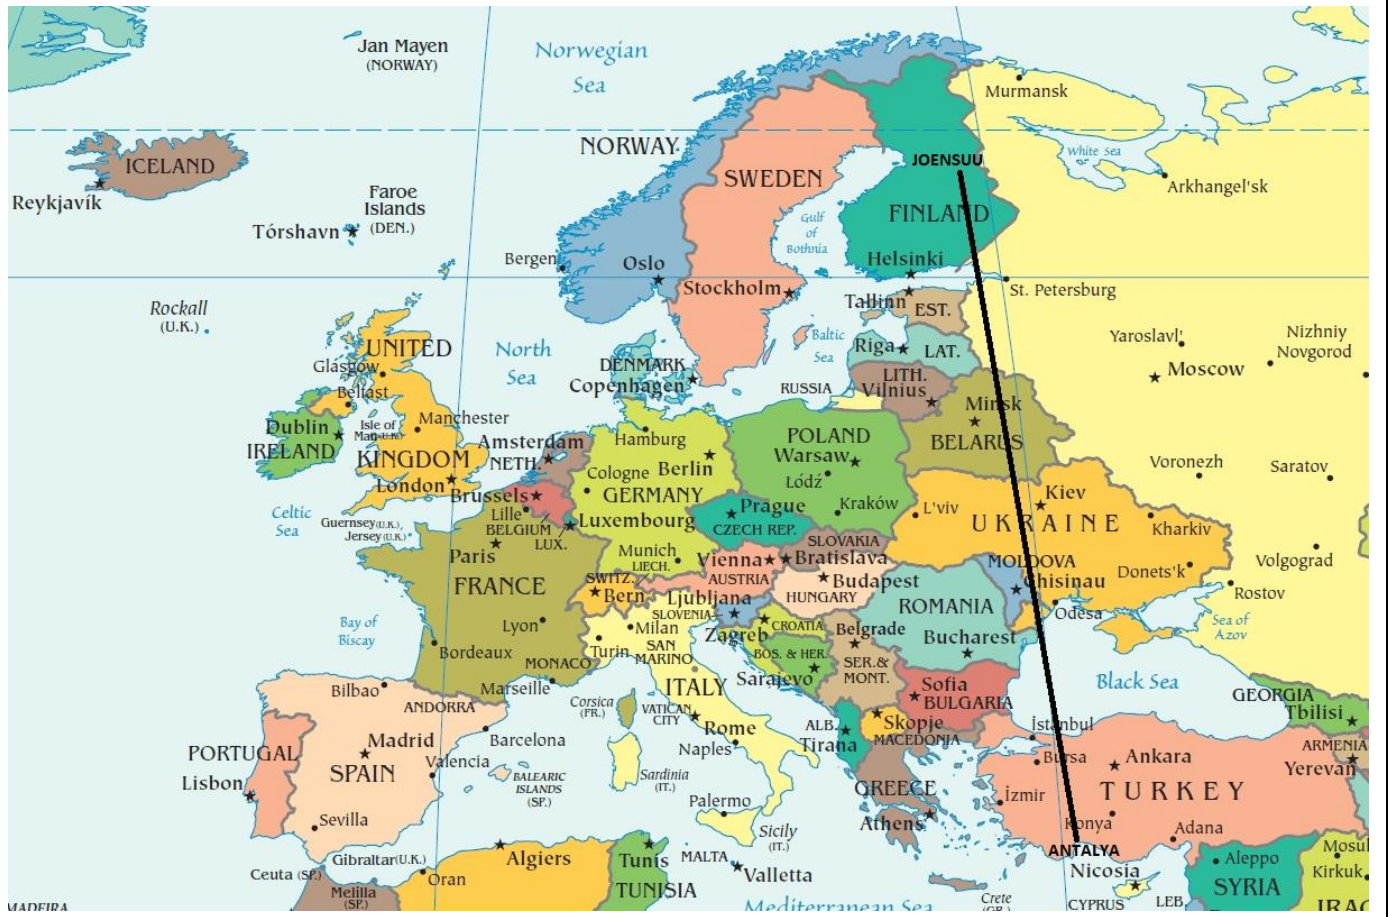 Jan Mayen
(NORWAY)
Norwegian
Sea
Murmansk
NORWAY
White Sea
JOENSUU
ICELAND
SWEDEN
Arkhangel'sk
Reykjavík
Faroe
Islands
(DEN.)
FINLAND
Tórshavn
Gulf
of
Bothnia
Bergen
Oslo
Helsinki
Stockholm
St. Petersburg
Tallinn
EST.
Rockall
(U.K.)
Yaroslavl'
Nizhniy
Novgorod
Baltic
Sea
UNITED
North
Sea
Riga
LAT.
Glasgow
DENMARK
Copenhagen
Moscow
LITH.
Vilnius
RUSSIA
Belfast
Minsk
Isle of
Man (U.K.)
Manchester
Dublin
IRELAND
Hamburg
POLAND
Warsaw
BELARUS
Amsterdam
NETH.
KINGDOM
Berlin
Voronezh
Saratov
Cologne
Łódź
London
GERMANY
Brussels
Kiev
Celtic
Sea
Lille
BELGIUM
LUX.
Prague
CZECH REP.
Kraków
L'viv
Guernsey (U.K.)
Jersey (U.K.)
Luxembourg
UKRAINE
Kharkiv
Paris
SLOVAKIA
Munich
LIECH.
Vienna
Bratislava
MOLDOVA
Volgograd
Donets'k
FRANCE
SWITZ.
Bern
AUSTRIA
Budapest
HUNGARY
Chisinau
Rostov
Ljubljana
SLOVENIA
ROMANIA
Odesa
Bay of
Biscay
Lyon
Milan
Turin
Zagreb
CROATIA
Belgrade
Bucharest
Sea of
Azov
SAN
MARINO
BOS. & HER.
Bordeaux
MONACO
SER.&
MONT.
Sarajevo
Marseille
ITALY
Sofia
BULGARIA
Black Sea
Bilbao
ANDORRA
Corsica
(FR.)
VATICAN
CITY
GEORGIA
Tbilisi
Rome
ALB.
Tirana
Skopje
MACEDONIA
İstanbul
Madrid
Barcelona
Naples
ARMENIA
Yerevan
PORTUGAL
Lisbon
SPAIN
Valencia
Bursa
Ankara
BALEARIC
ISLANDS
(SP.)
Sardinia
(IT.)
GREECE
İzmir
TURKEY
Palermo
Sevilla
Sicily
(IT.)
Athens
Konya
Adana
Gibraltar (U.K.)
Algiers
Tunis
MALTA
Valletta
ANTALYA
Nicosia
Aleppo
Mosul
Kirkuk
Ceuta (SP.)
Oran
Melilla
(SP.)
TUNISIA
Crete
(GR.)
CYPRUS
LEB.
SYRIA
IRAQ
MADEIRA
Mediterranean Sea